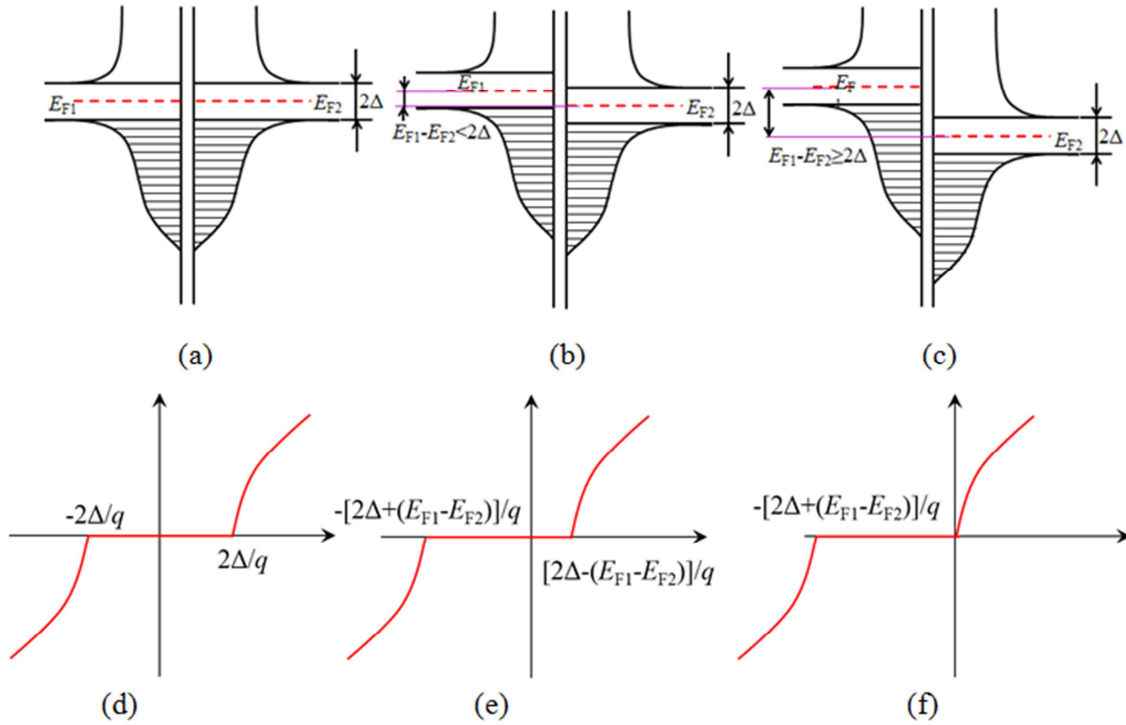 E_F1 E_F2 2Δ
E_F1 E_F2 2Δ
E_F1-E_F2<2Δ
E_F E_F2 2Δ
E_F1-E_F2≥2Δ
(a) (b) (c)
-2Δ/q
2Δ/q
-[2Δ+(E_F1-E_F2)]/q
[2Δ-(E_F1-E_F2)]/q
-[2Δ+(E_F1-E_F2)]/q
(d) (e) (f)